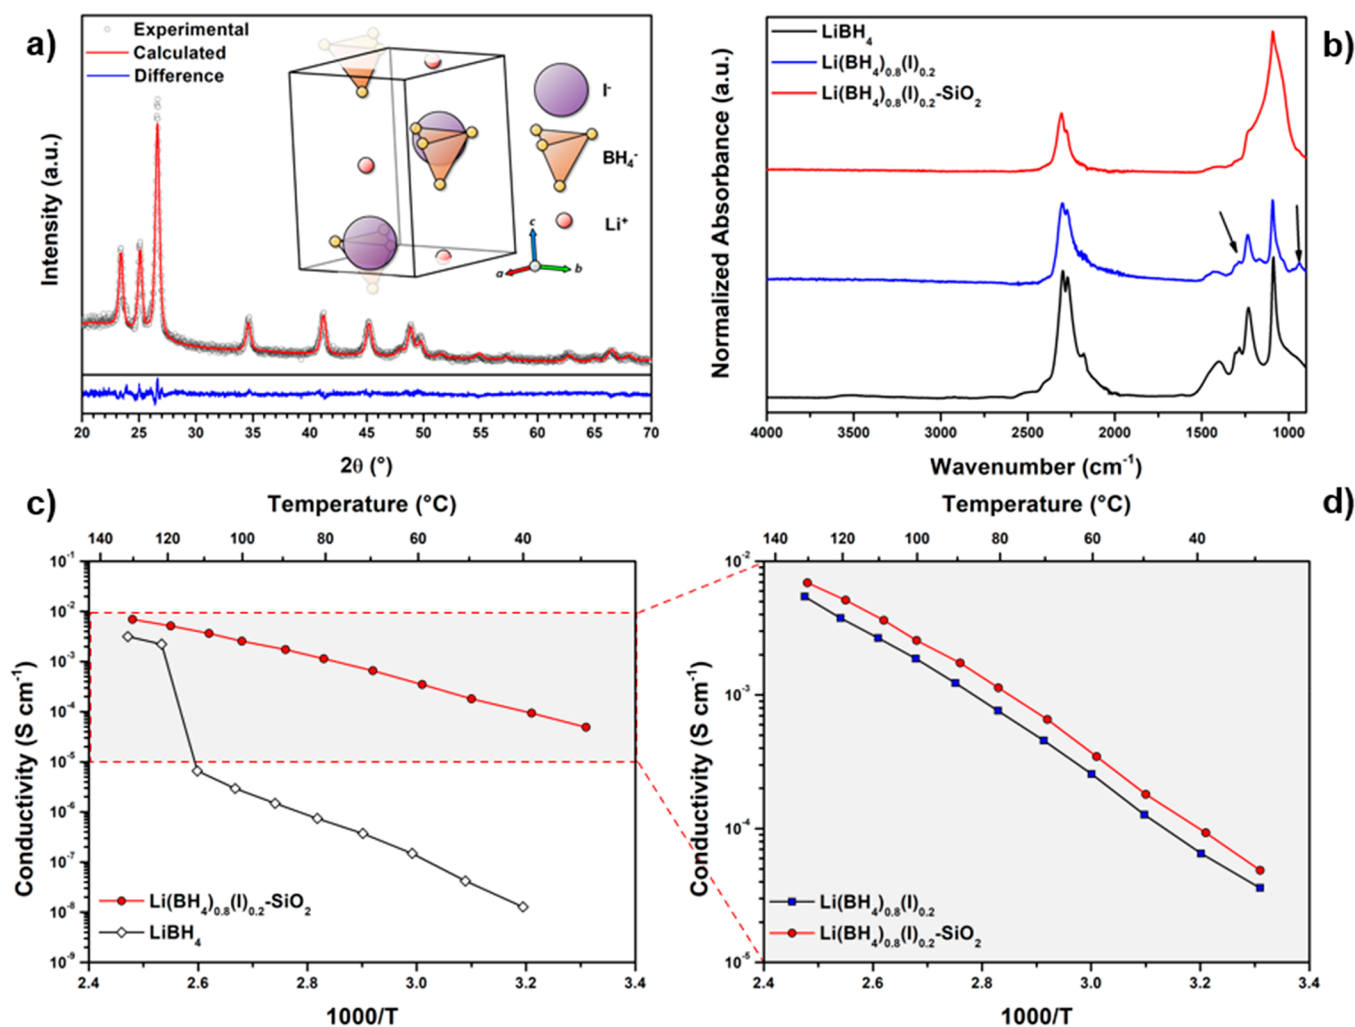 a)
Experimental
Calculated
Difference
I-
BH4-
Li+
c
a
b
Intensity (a.u.)
20 25 30 35 40 45 50 55 60 65 70
2θ (°)
b)
LiBH4
Li(BH4)0.8(I)0.2
Li(BH4)0.8(I)0.2-SiO2
Normalized Absorbance (a.u.)
4000 3500 3000 2500 2000 1500 1000
Wavenumber (cm-1)
c)
Temperature (°C)
140 120 100 80 60 40
10-1
10-2
10-3
10-4
10-5
10-6
10-7
10-8
10-9
Conductivity (S cm-1)
Li(BH4)0.8(I)0.2-SiO2
LiBH4
2.4 2.6 2.8 3.0 3.2 3.4
1000/T
d)
Temperature (°C)
140 120 100 80 60 40
10-2
10-3
10-4
10-5
Conductivity (S cm-1)
Li(BH4)0.8(I)0.2
Li(BH4)0.8(I)0.2-SiO2
2.4 2.6 2.8 3.0 3.2 3.4
1000/T